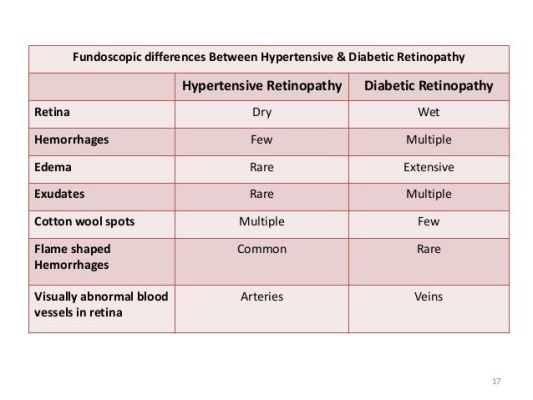 Fundoscopic differences Between Hypertensive & Diabetic Retinopathy
Hypertensive Retinopathy Diabetic Retinopathy
Retina Dry Wet
Hemorrhages Few Multiple
Edema Rare Extensive
Exudates Rare Multiple
Cotton wool spots Multiple Few
Flame shaped Common Rare
Hemorrhages
Visually abnormal blood Arteries Veins
vessels in retina
17